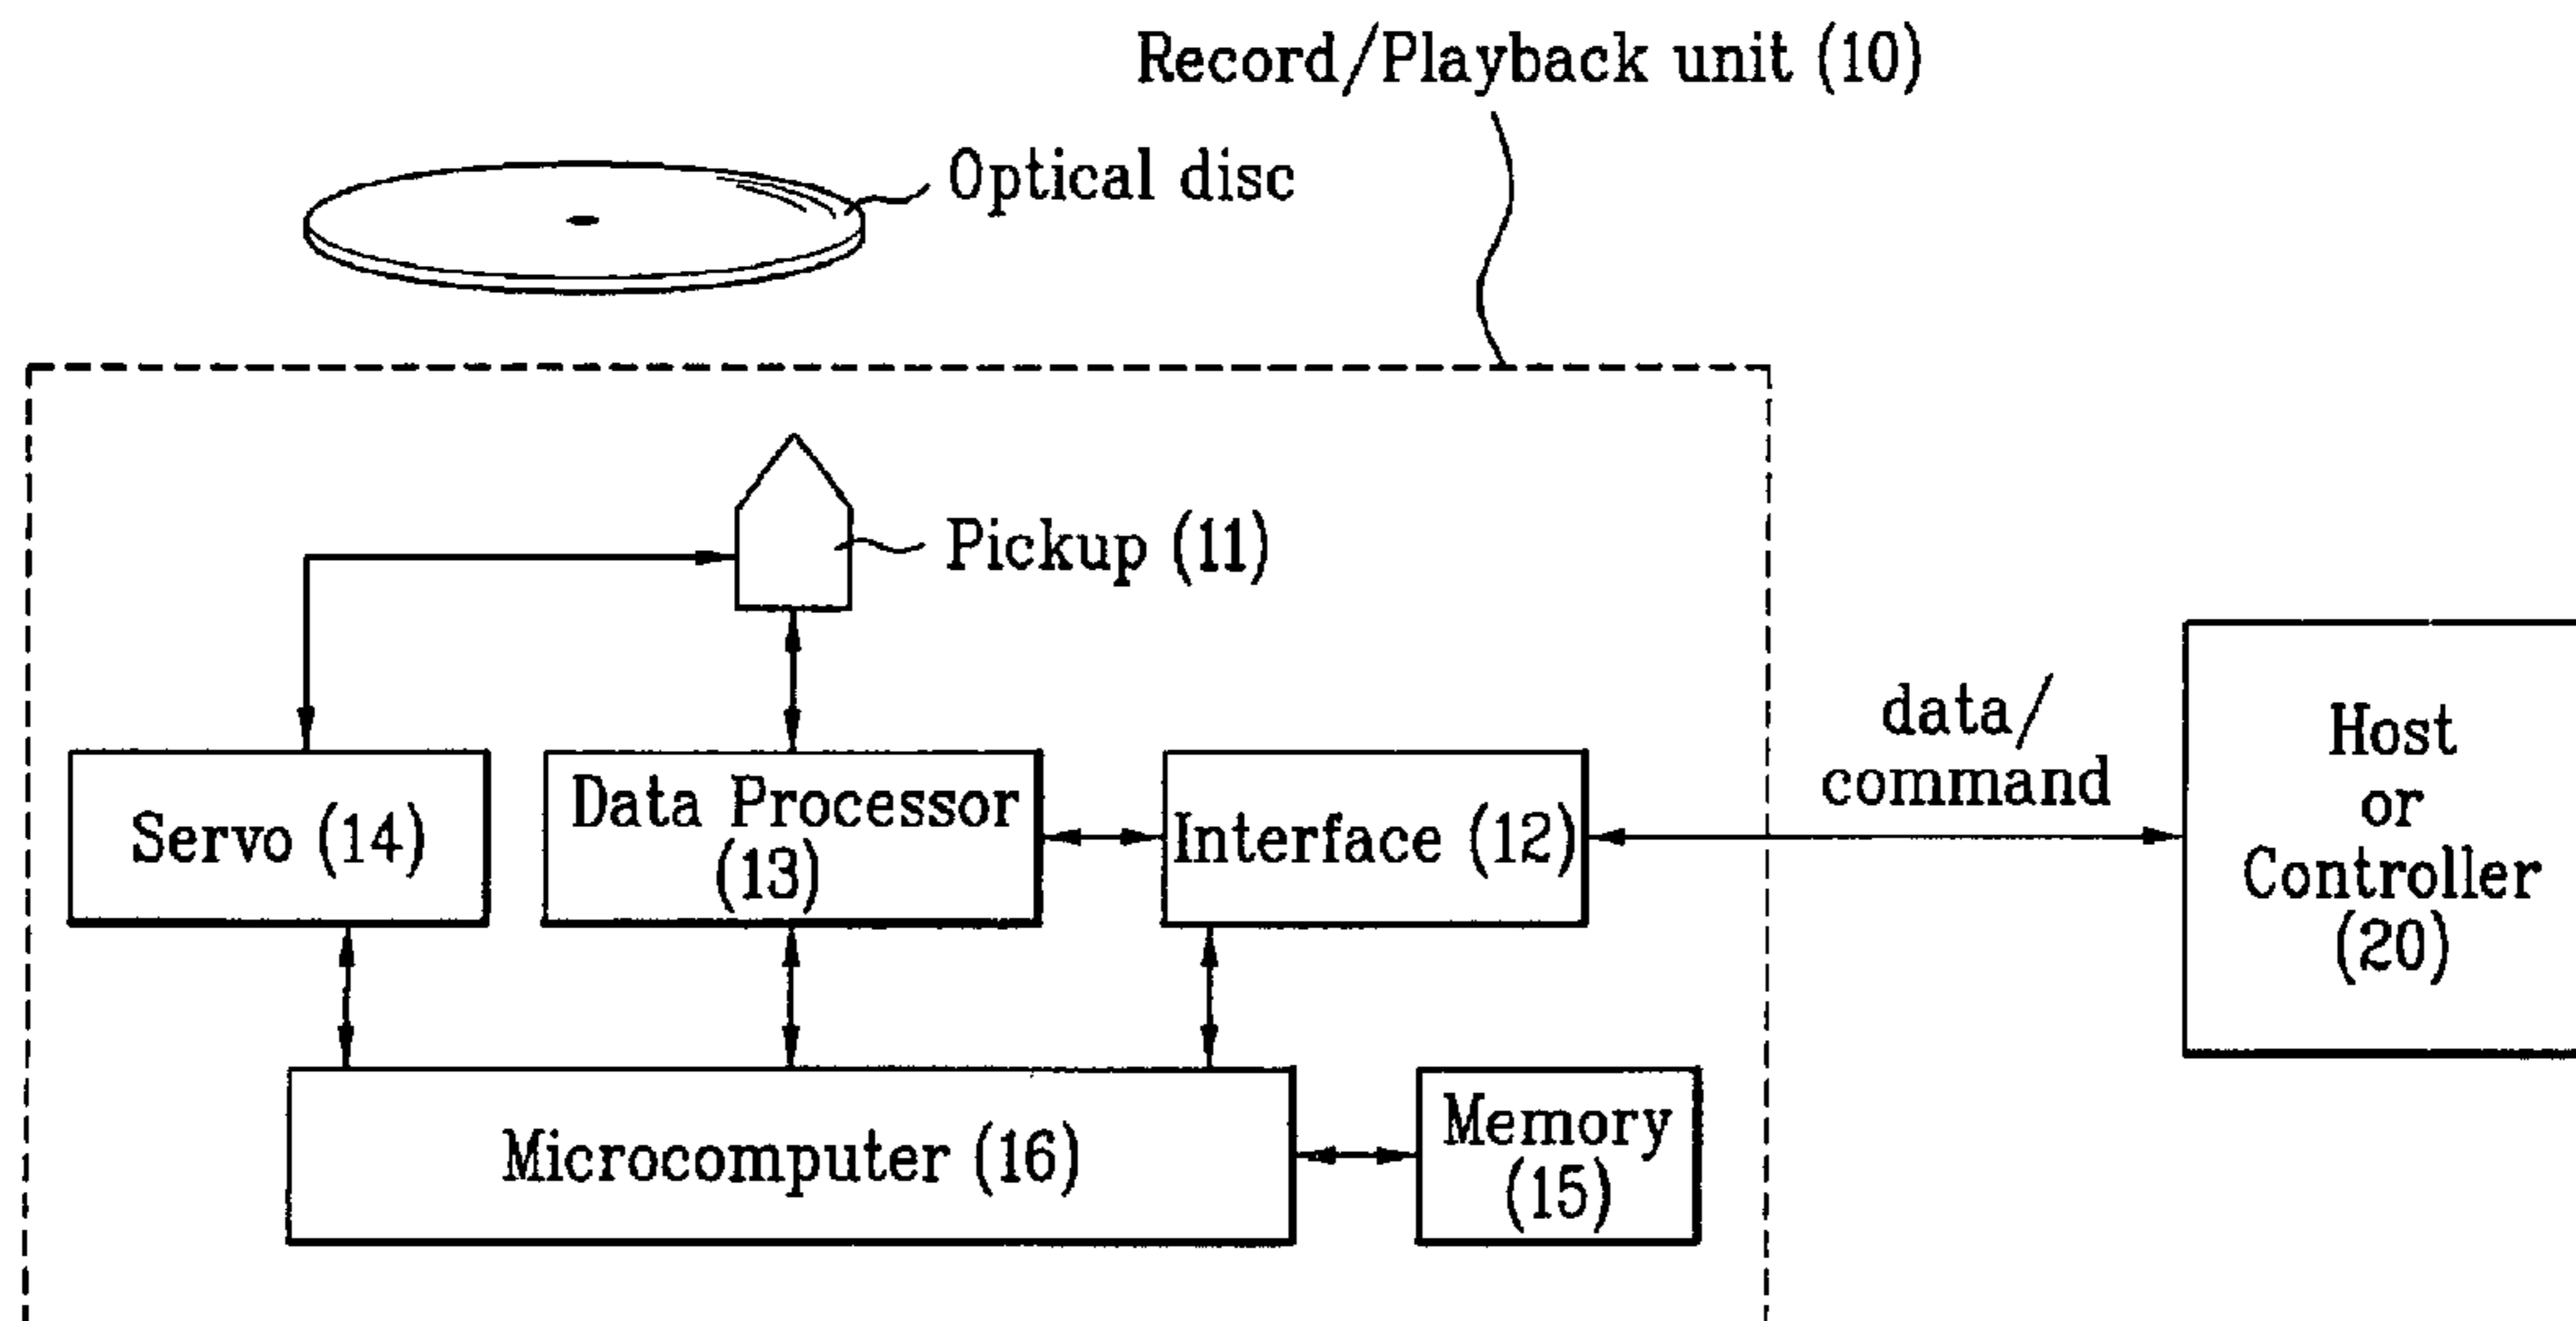 Record/Playback unit (10)
Optical disc
Pickup (11)
Servo (14)
Data Processor
(13)
Interface (12)
data/
command
Host
or
Controller
(20)
Microcomputer (16)
Memory
(15)